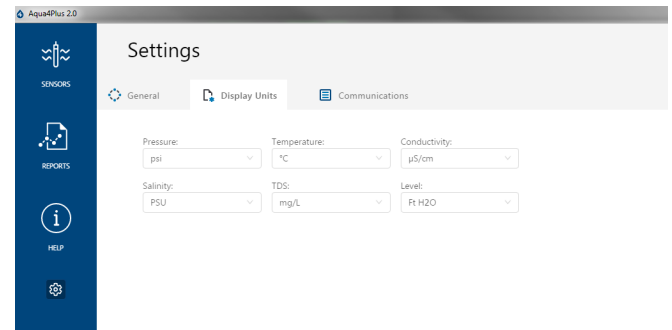 Aqua4Plus 2.0
Settings
SENSORS
General Display Units Communications
Pressure: Temperature: Conductivity:
psi °C µS/cm
REPORTS
Salinity: TDS: Level:
PSU mg/L Ft H2O
i
HELP